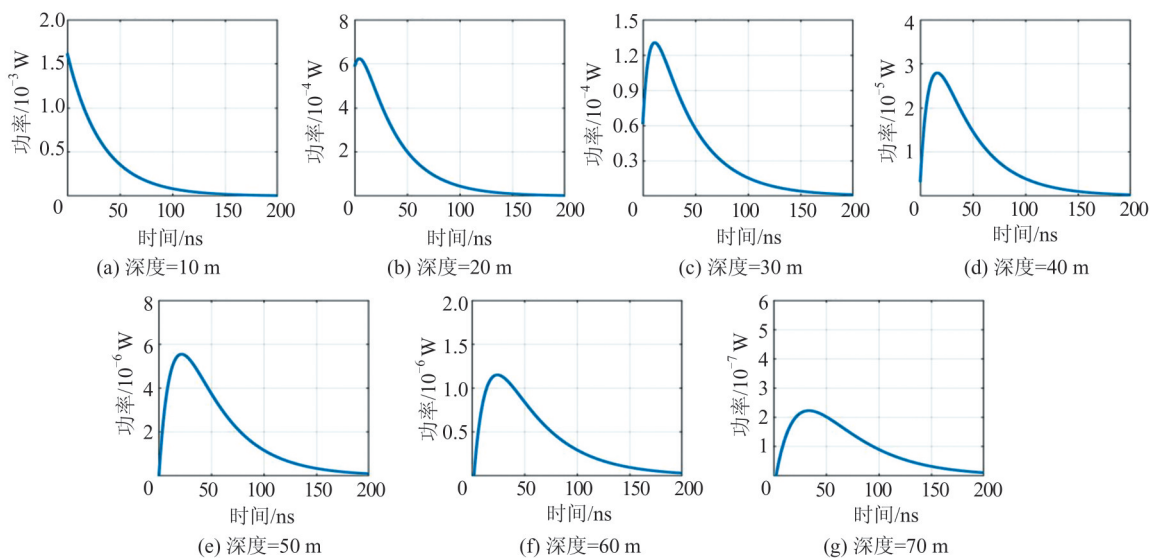 功率/10⁻³ W
2.0
1.5
1.0
0.5
0 50 100 150 200
时间/ns
(a) 深度=10 m
功率/10⁻⁴ W
8
6
4
2
0 50 100 150 200
时间/ns
(b) 深度=20 m
功率/10⁻⁴ W
1.5
1.2
0.9
0.6
0.3
0 50 100 150 200
时间/ns
(c) 深度=30 m
功率/10⁻⁵ W
4
3
2
1
0 50 100 150 200
时间/ns
(d) 深度=40 m
功率/10⁻⁶ W
8
6
4
2
0 50 100 150 200
时间/ns
(e) 深度=50 m
功率/10⁻⁶ W
2.0
1.5
1.0
0.5
0 50 100 150 200
时间/ns
(f) 深度=60 m
功率/10⁻⁷ W
6
5
4
3
2
1
0 50 100 150 200
时间/ns
(g) 深度=70 m